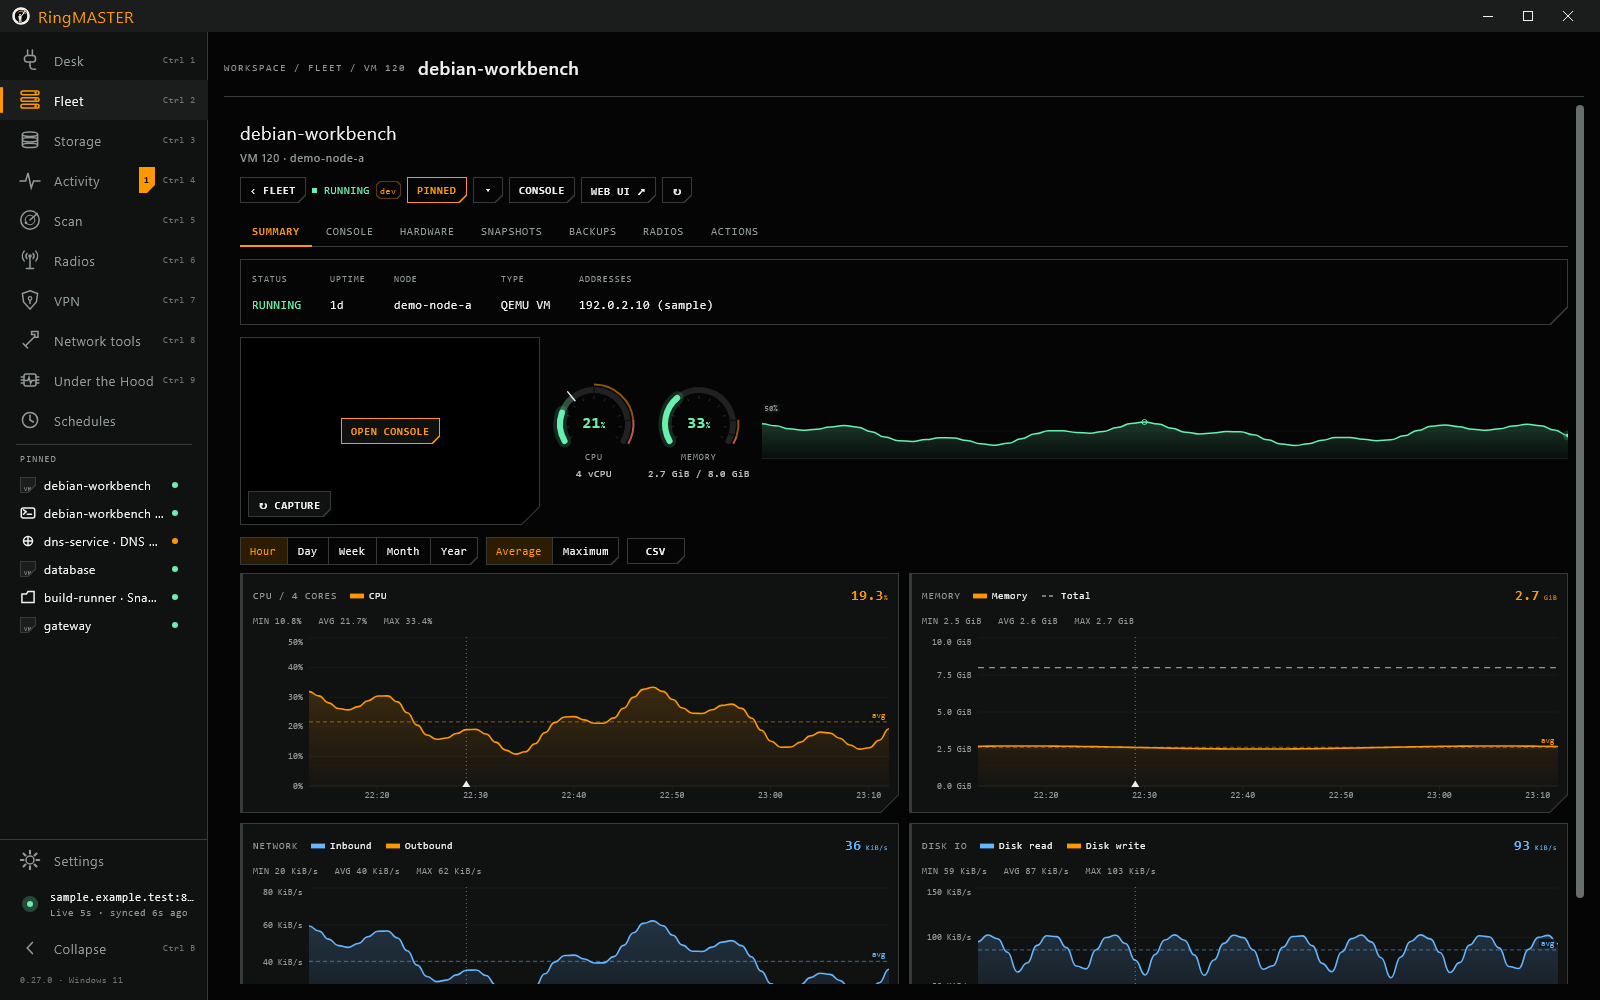 RingMASTER
Desk Ctrl 1
Fleet Ctrl 2
Storage Ctrl 3
Activity 1 Ctrl 4
Scan Ctrl 5
Radios Ctrl 6
VPN Ctrl 7
Network tools Ctrl 8
Under the Hood Ctrl 9
Schedules
PINNED
debian-workbench
debian-workbench ...
dns-service · DNS ...
database
build-runner · Sna...
gateway
Settings
sample.example.test:8...
Live 5s · synced 6s ago
Collapse Ctrl B
0.27.0 · Windows 11
WORKSPACE / FLEET / VM 120 debian-workbench
debian-workbench
VM 120 · demo-node-a
‹ FLEET RUNNING dev PINNED ▾ CONSOLE WEB UI ↗ ↻
SUMMARY CONSOLE HARDWARE SNAPSHOTS BACKUPS RADIOS ACTIONS
STATUS UPTIME NODE TYPE ADDRESSES
RUNNING 1d demo-node-a QEMU VM 192.0.2.10 (sample)
OPEN CONSOLE
↻ CAPTURE
21%
CPU
4 vCPU
33%
MEMORY
2.7 GiB / 8.0 GiB
50%
Hour Day Week Month Year Average Maximum CSV
CPU / 4 CORES CPU 19.3%
MIN 10.8% AVG 21.7% MAX 33.4%
50%
40%
30%
20%
10%
0%
avg
22:20 22:30 22:40 22:50 23:00 23:10
MEMORY Memory Total 2.7 GiB
MIN 2.5 GiB AVG 2.6 GiB MAX 2.7 GiB
10.0 GiB
7.5 GiB
5.0 GiB
2.5 GiB
0.0 GiB
avg
22:20 22:30 22:40 22:50 23:00 23:10
NETWORK Inbound Outbound 36 KiB/s
MIN 20 KiB/s AVG 40 KiB/s MAX 62 KiB/s
80 KiB/s
60 KiB/s
40 KiB/s
avg
DISK IO Disk read Disk write 93 KiB/s
MIN 59 KiB/s AVG 87 KiB/s MAX 103 KiB/s
150 KiB/s
100 KiB/s
avg